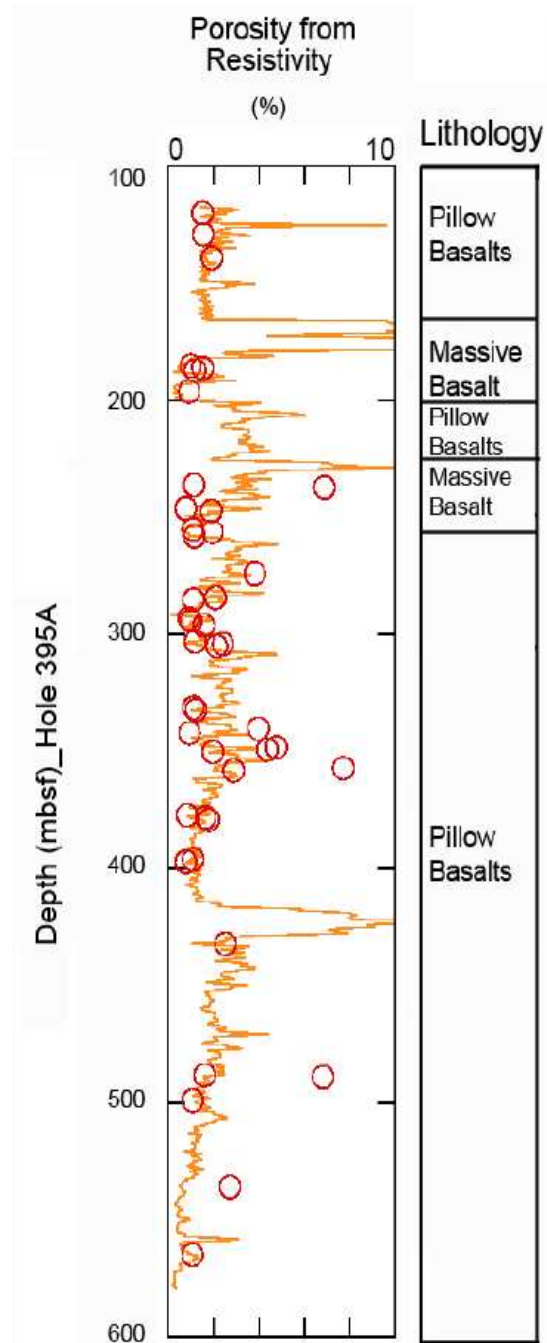 Porosity from
Resistivity
(%)
Lithology
0 10
100
Pillow
Basalts
Massive
Basalt
200
Pillow
Basalts
Massive
Basalt
Depth (mbsf)_Hole 395A
300
Pillow
Basalts
400
500
600